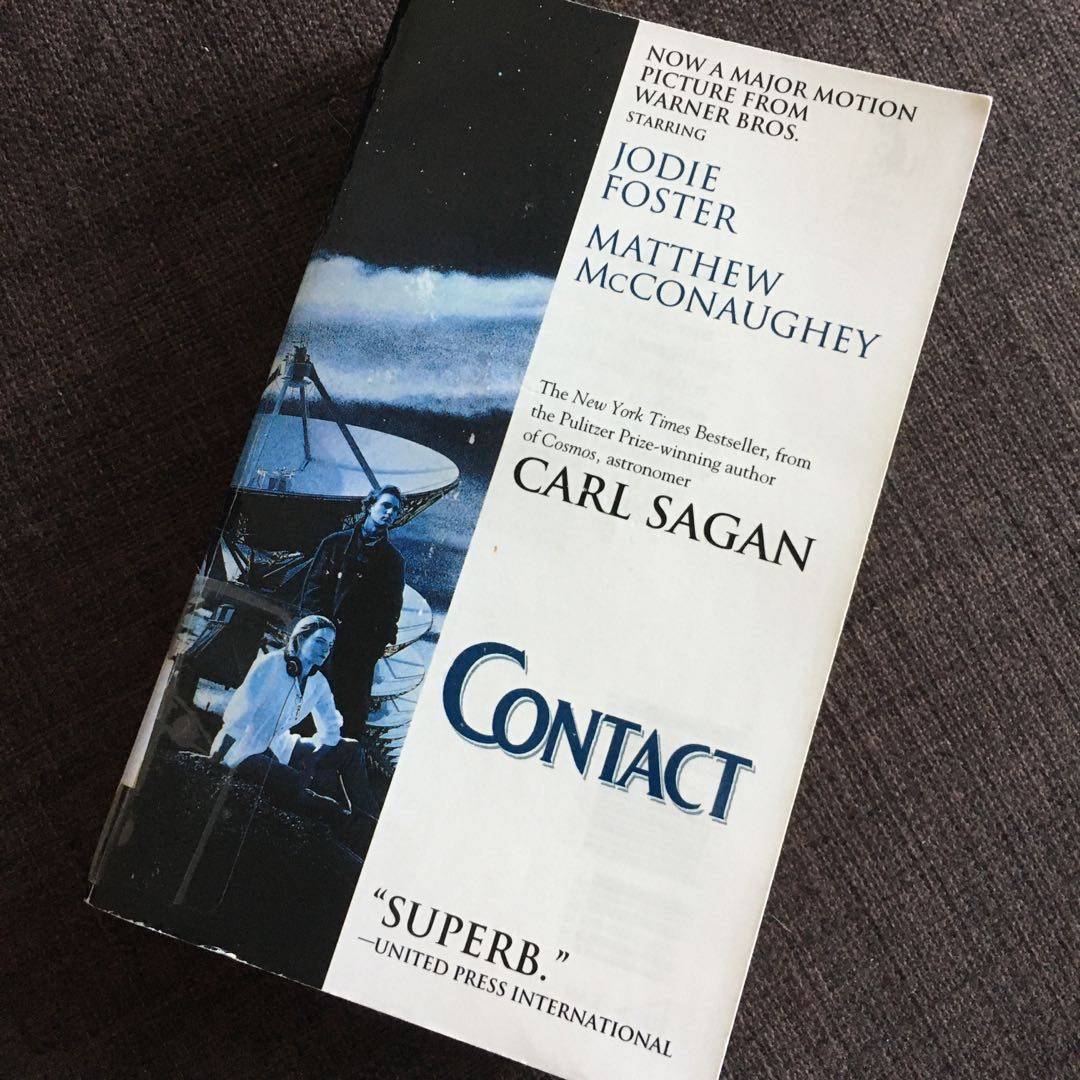 NOW A MAJOR MOTION
PICTURE FROM
WARNER BROS.
STARRING
JODIE
FOSTER
MATTHEW
McCONAUGHEY
The New York Times Bestseller, from
the Pulitzer Prize-winning author
of Cosmos, astronomer
CARL SAGAN
CONTACT
“SUPERB.”
—UNITED PRESS INTERNATIONAL